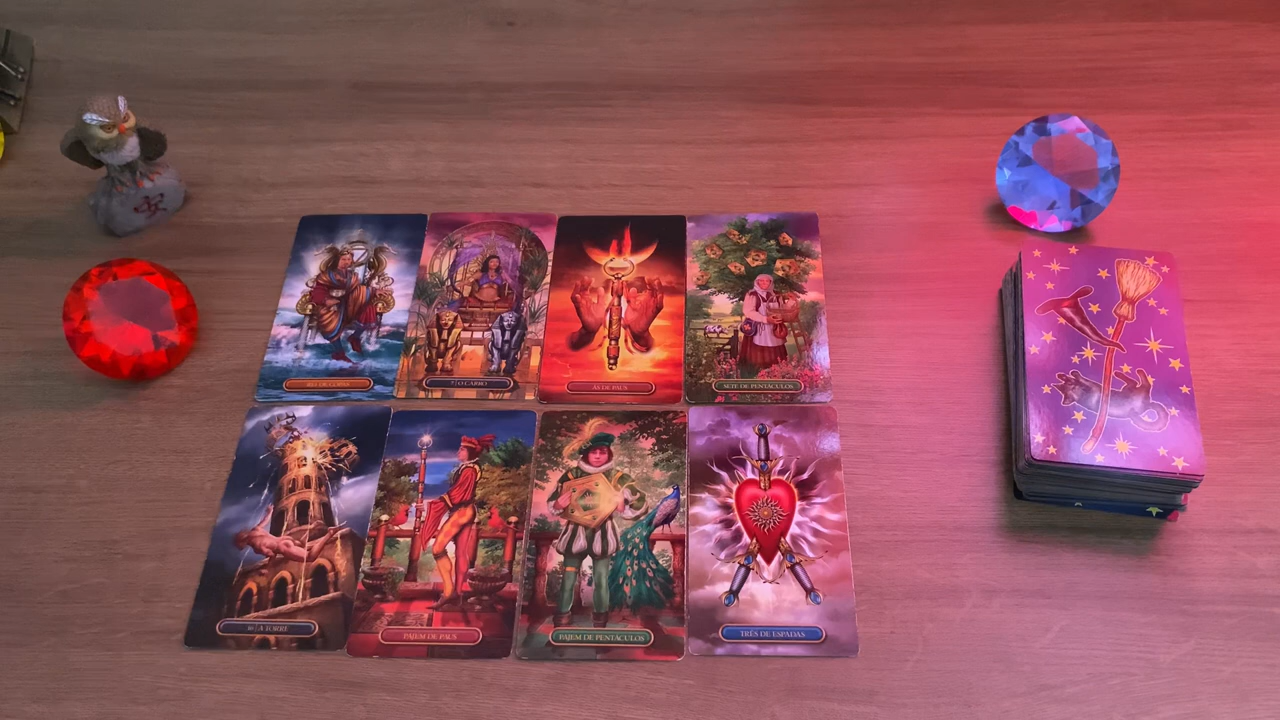 REI DE COPAS
7 | O CARRO
ÁS DE PAUS
SETE DE PENTÁCULOS
16 | A TORRE
PAJEM DE PAUS
PAJEM DE PENTÁCULOS
TRÊS DE ESPADAS